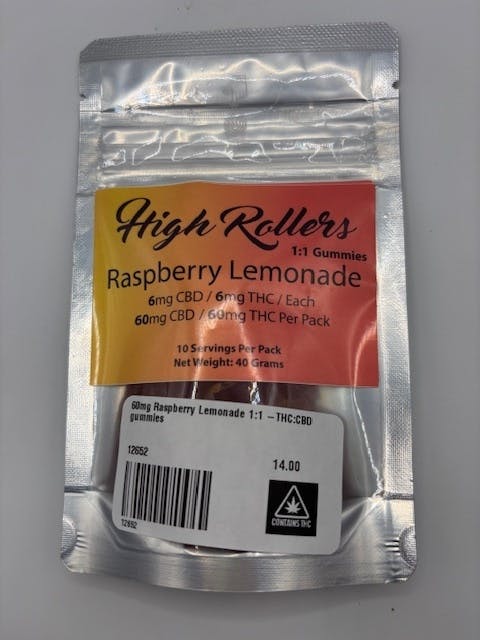 High Rollers
1:1 Gummies
Raspberry Lemonade
6mg CBD / 6mg THC / Each
60mg CBD / 60mg THC Per Pack
10 Servings Per Pack
Net Weight: 40 Grams
60mg Raspberry Lemonade 1:1 – THC:CBD
gummies
12652
14.00
12652
CONTAINS THC